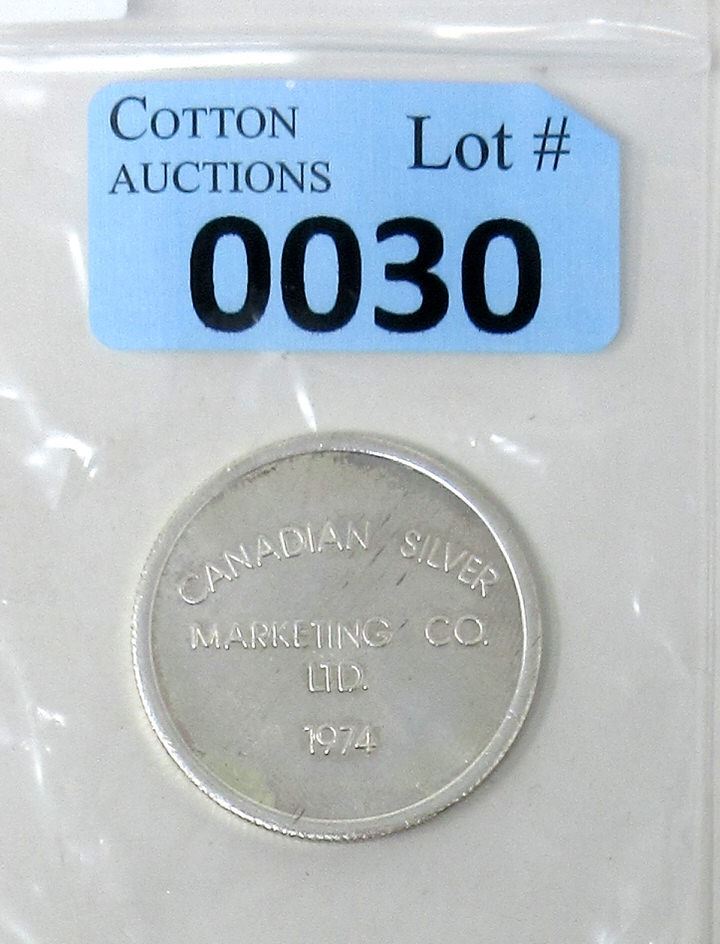 COTTON
AUCTIONS
Lot #
0030
CANADIAN SILVER
MARKETING CO.
LTD.
1974